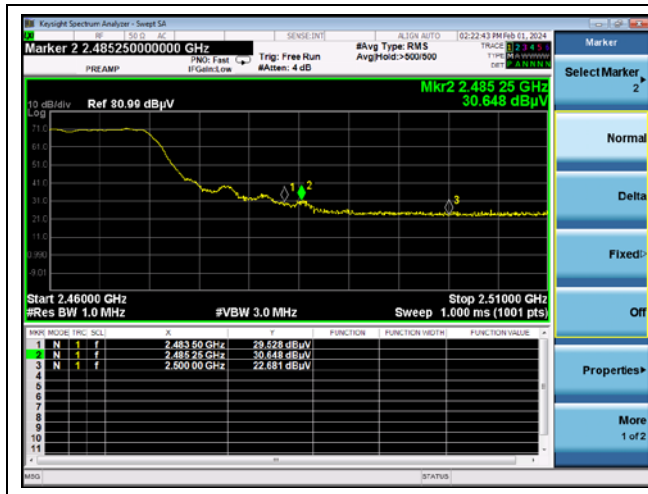 Keysight Spectrum Analyzer - Swept SA
RF 50 Ω AC SENSE:INT ALIGN AUTO 02:22:43 PM Feb 01, 2024
Marker 2 2.485250000000 GHz
PNO: Fast
IFGain:Low
Trig: Free Run
#Atten: 4 dB
#Avg Type: RMS
Avg|Hold:>500/500
TRACE 1 2 3 4 5 6
TYPE
DET P A N N N N
PREAMP
Mkr2 2.485 25 GHz
30.648 dBµV
10 dB/div Ref 80.99 dBµV
Log
71.0
61.0
51.0
41.0
31.0
21.0
11.0
0.990
-9.01
1
2
3
Start 2.46000 GHz
Stop 2.51000 GHz
#Res BW 1.0 MHz
#VBW 3.0 MHz
Sweep 1.000 ms (1001 pts)
MKR MODE TRC SCL X Y FUNCTION FUNCTION WIDTH FUNCTION VALUE
1 N 1 f 2.483 50 GHz 29.528 dBµV
2 N 1 f 2.485 25 GHz 30.648 dBµV
3 N 1 f 2.500 00 GHz 22.681 dBµV
4
5
6
7
8
9
10
11
MSG
STATUS
Marker
Select Marker
2
Normal
Delta
Fixed
Off
Properties
More
1 of 2